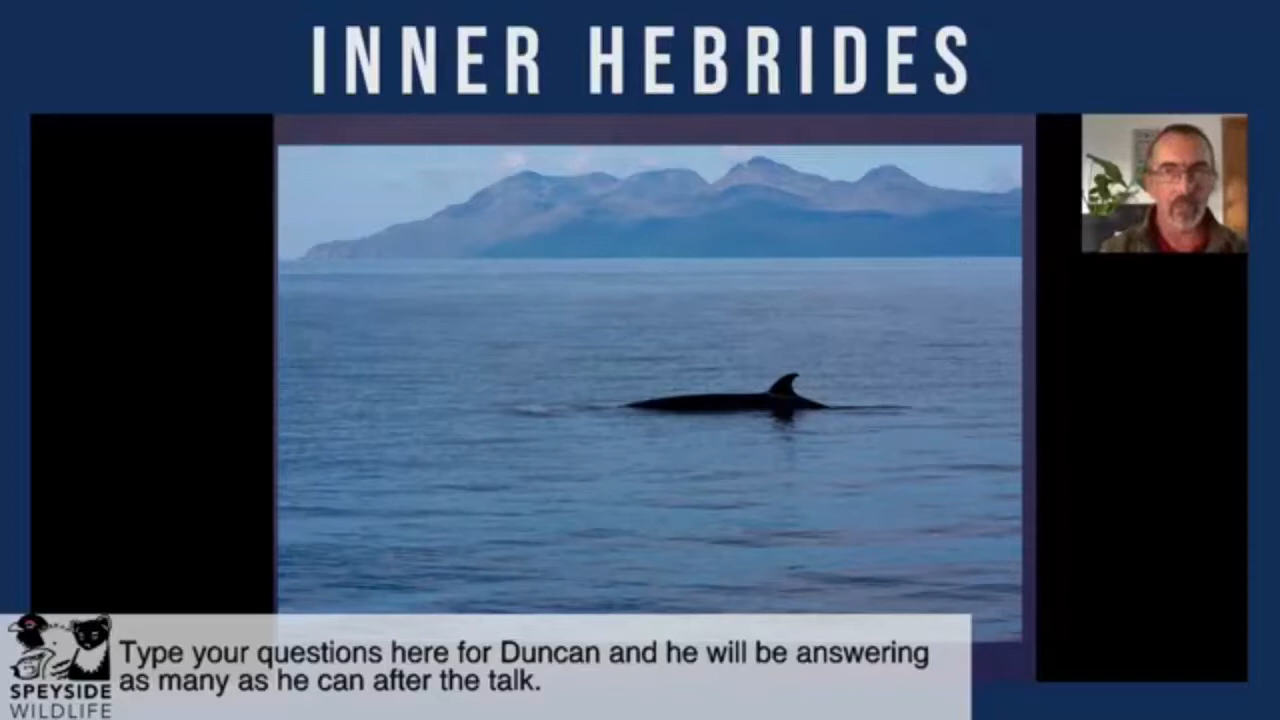 INNER HEBRIDES
Type your questions here for Duncan and he will be answering
as many as he can after the talk.
SPEYSIDE
WILDLIFE